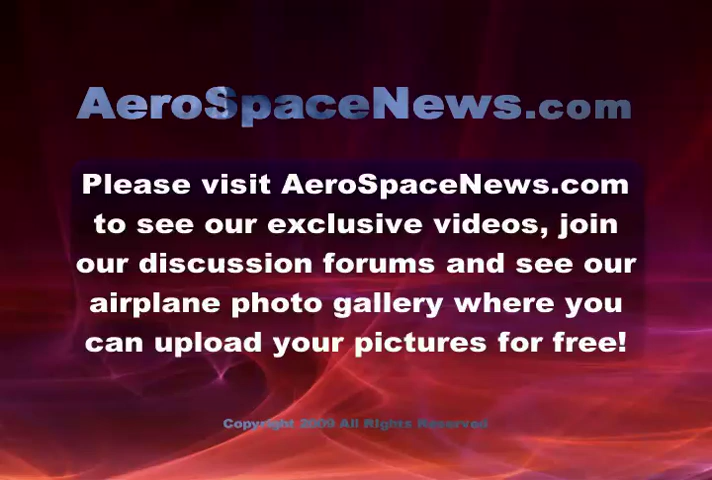 AeroSpaceNews.com
Please visit AeroSpaceNews.com
to see our exclusive videos, join
our discussion forums and see our
airplane photo gallery where you
can upload your pictures for free!
Copyright 2009 All Rights Reserved